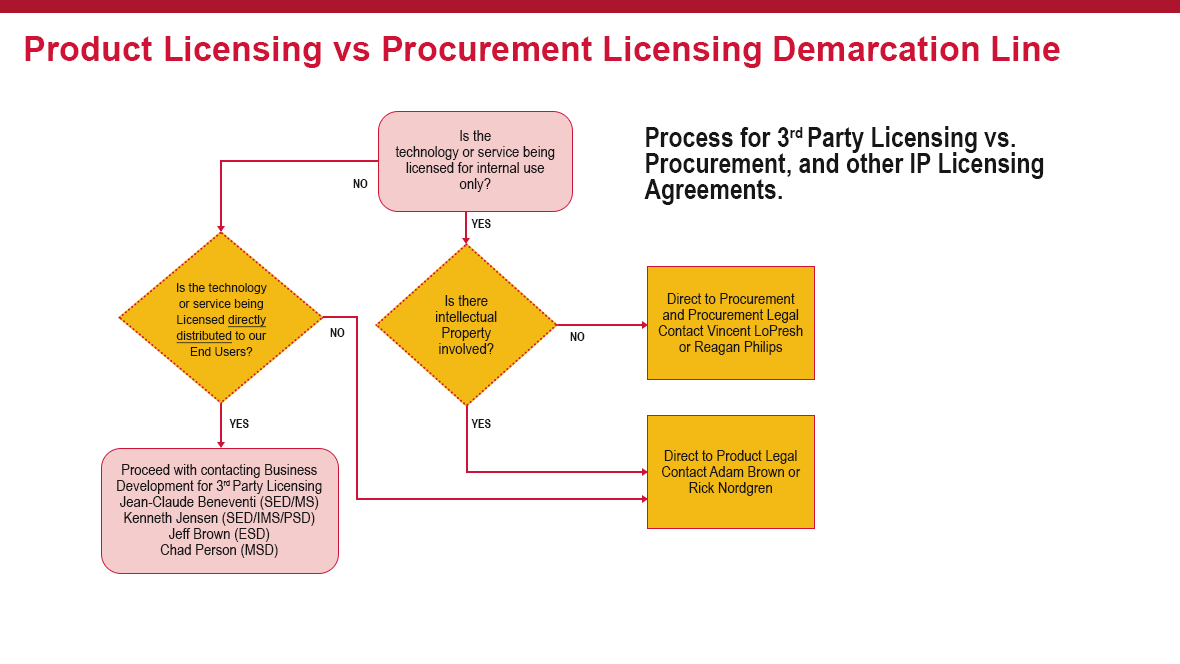 Product Licensing vs Procurement Licensing Demarcation Line
Process for 3rd Party Licensing vs.
Procurement, and other IP Licensing
Agreements.
Is the
technology or service being
licensed for internal use
only?
NO
YES
Is the technology
or service being
Licensed directly
distributed to our
End Users?
NO
YES
Is there
intellectual
Property
involved?
NO
YES
Direct to Procurement
and Procurement Legal
Contact Vincent LoPresh
or Reagan Philips
Direct to Product Legal
Contact Adam Brown or
Rick Nordgren
Proceed with contacting Business
Development for 3rd Party Licensing
Jean-Claude Beneventi (SED/MS)
Kenneth Jensen (SED/IMS/PSD)
Jeff Brown (ESD)
Chad Person (MSD)